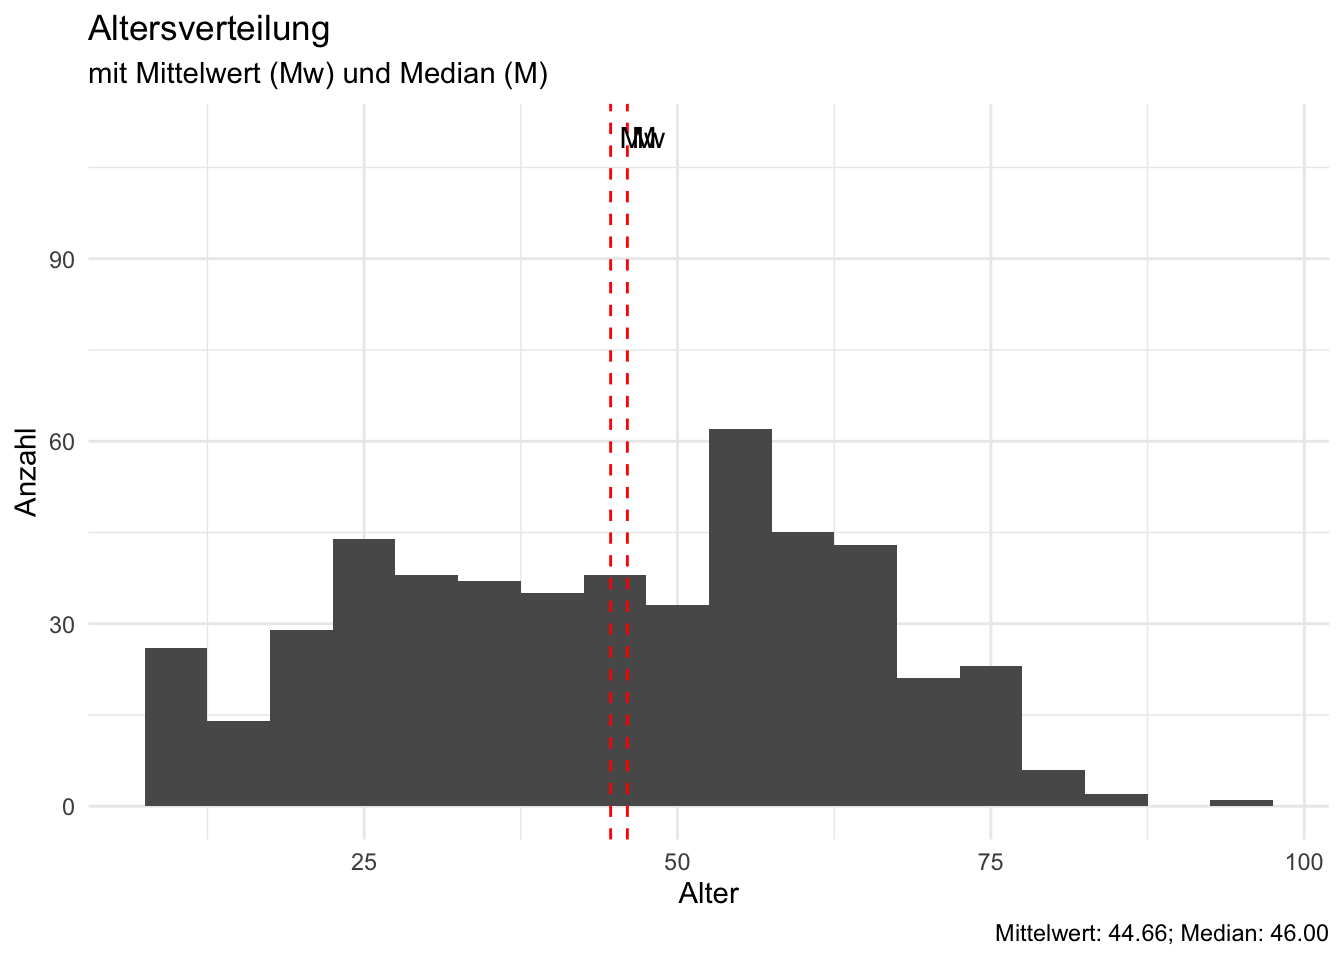 Altersverteilung
mit Mittelwert (Mw) und Median (M)
Mw M
90
60
30
0
Anzahl
25 50 75 100
Alter
Mittelwert: 44.66; Median: 46.00